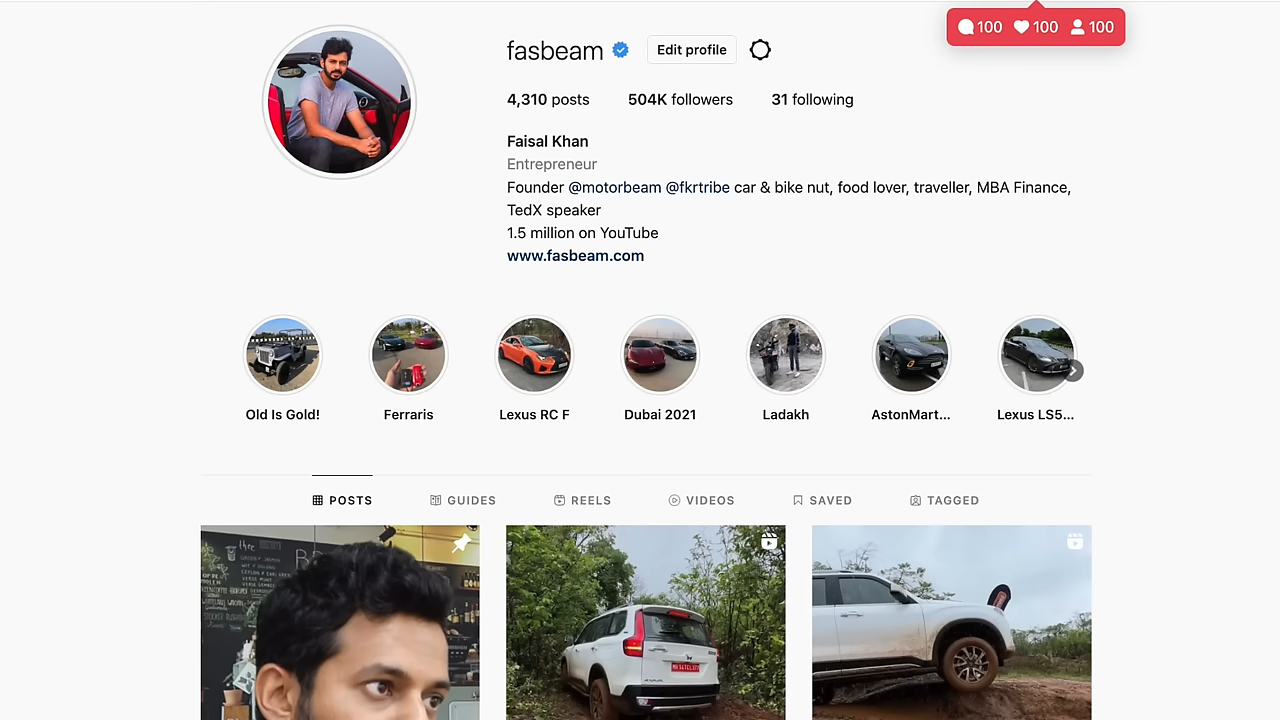 100 100 100
fasbeam Edit profile
4,310 posts 504K followers 31 following
Faisal Khan
Entrepreneur
Founder @motorbeam @fkrtribe car & bike nut, food lover, traveller, MBA Finance,
TedX speaker
1.5 million on YouTube
www.fasbeam.com
Old Is Gold! Ferraris Lexus RC F Dubai 2021 Ladakh AstonMart... Lexus LS5...
POSTS GUIDES REELS VIDEOS SAVED TAGGED